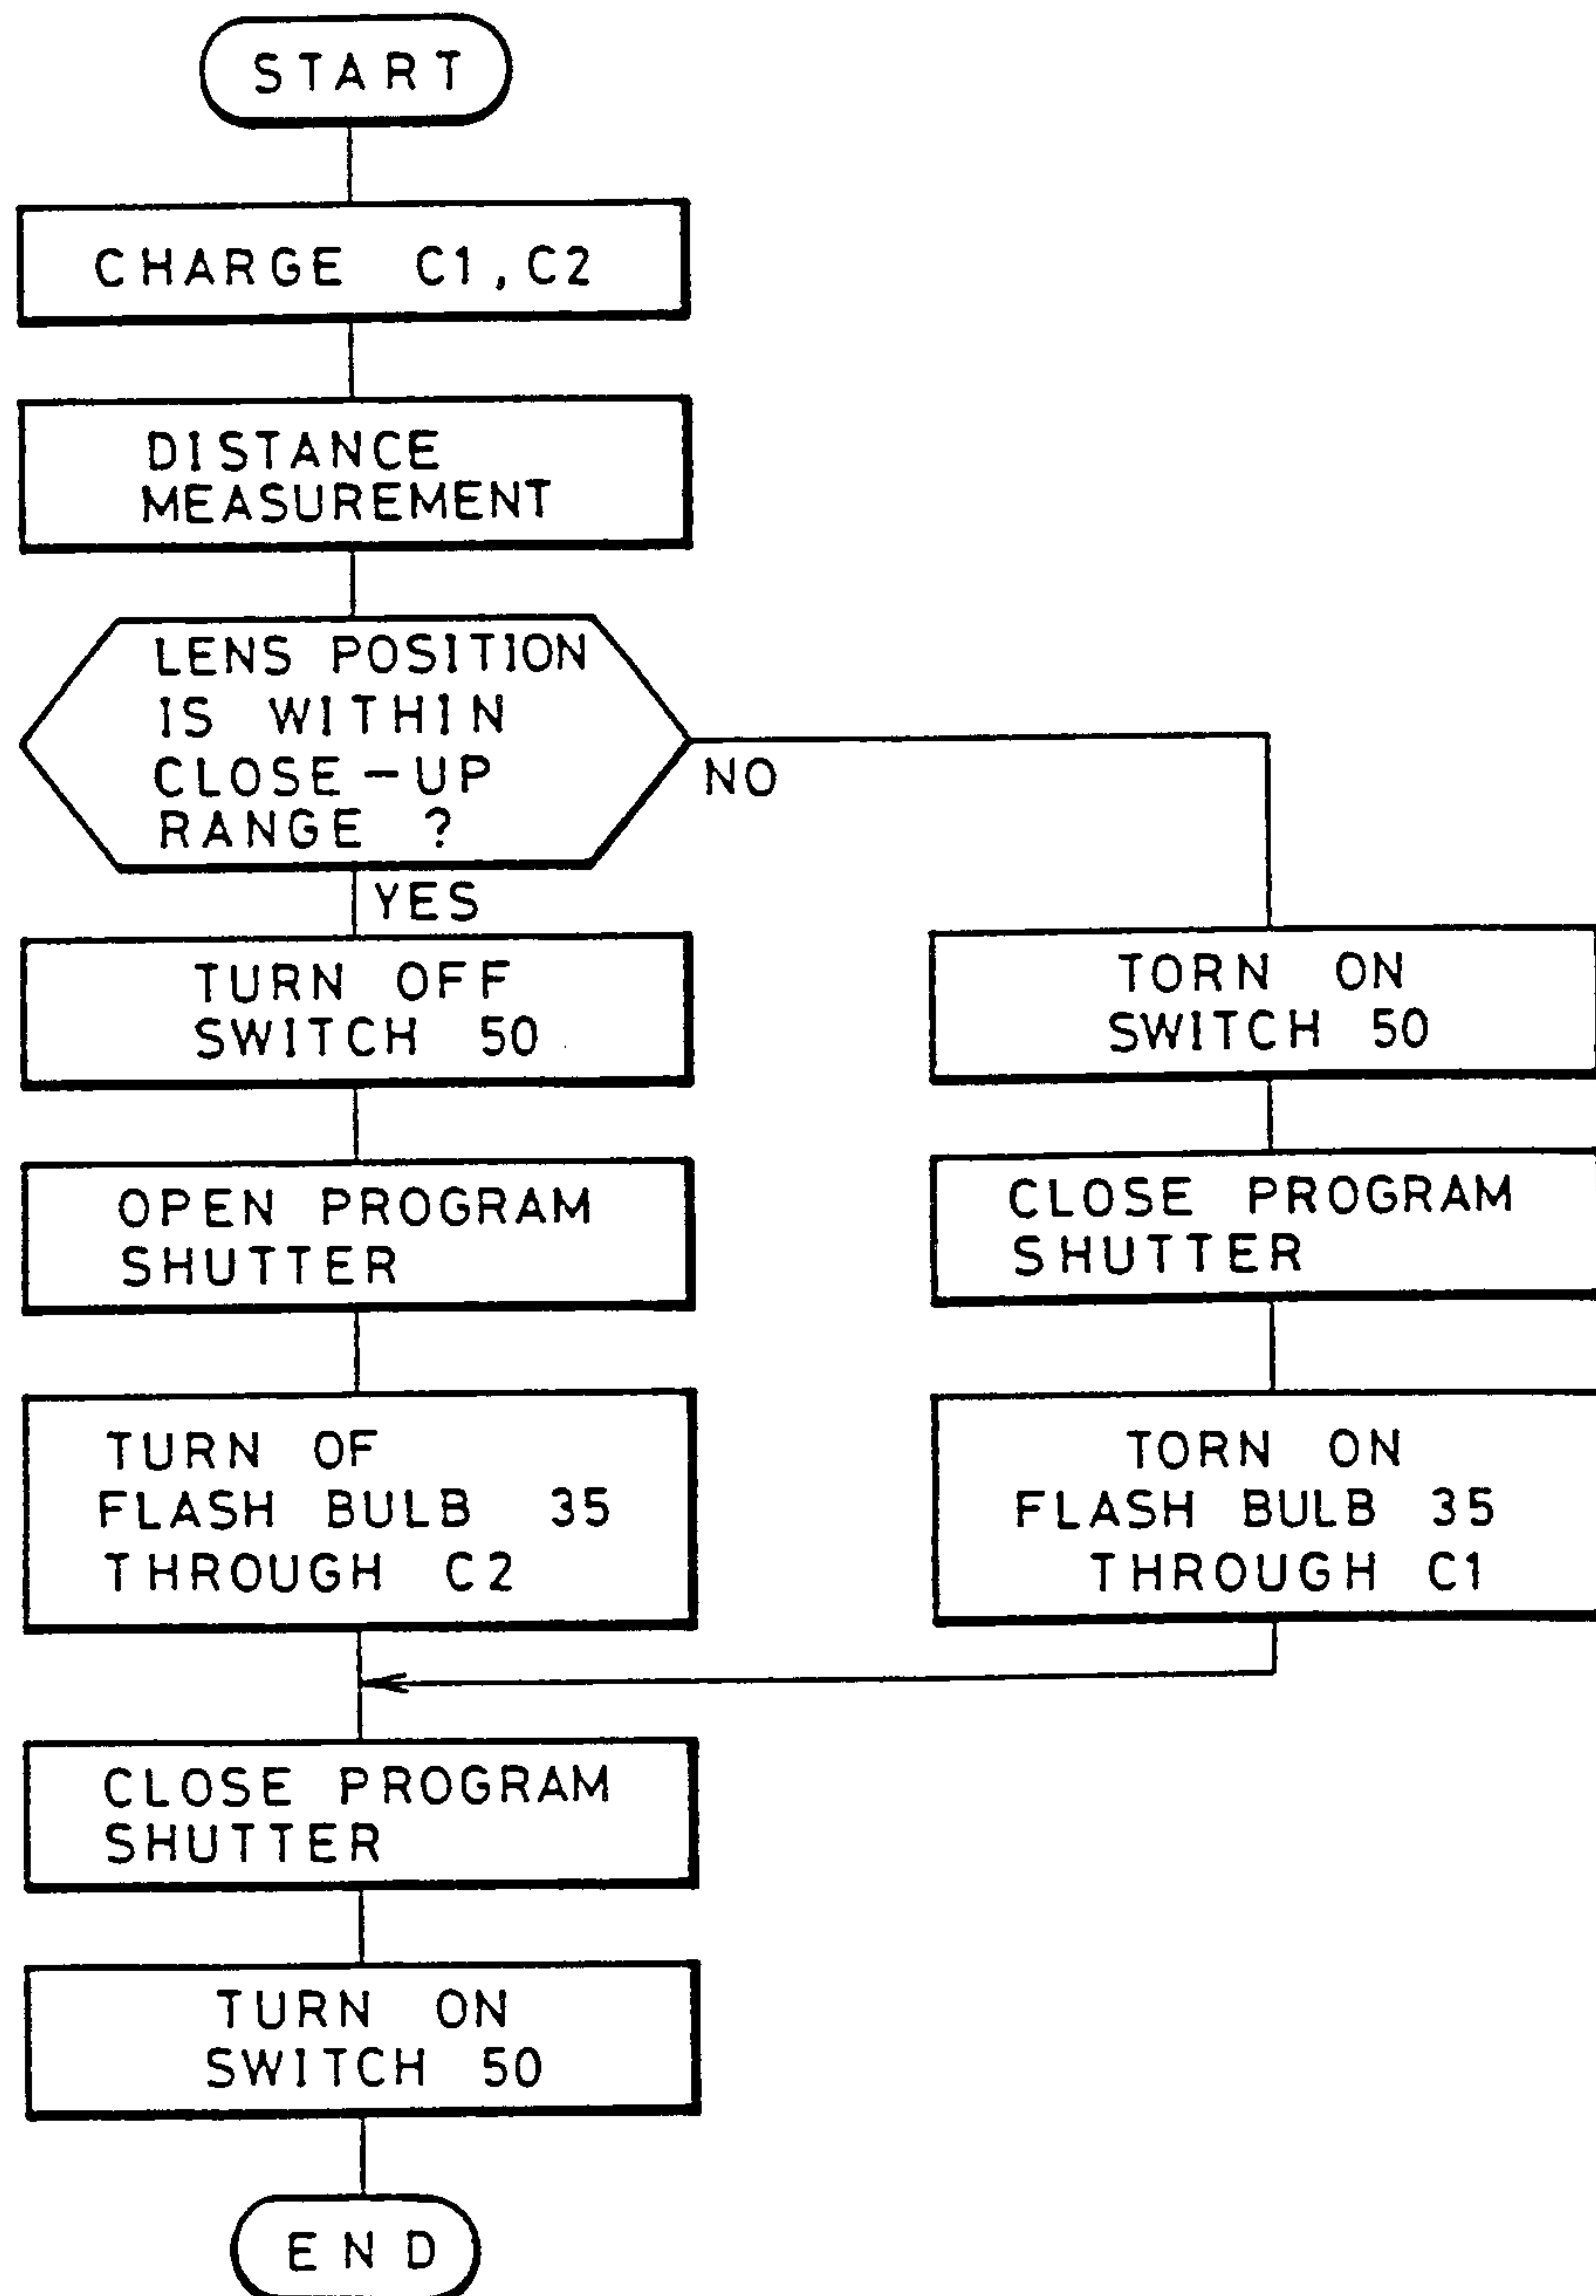 START
CHARGE C1,C2
DISTANCE
MEASUREMENT
LENS POSITION
IS WITHIN
CLOSE-UP
RANGE ?
NO
YES
TURN OFF
SWITCH 50
OPEN PROGRAM
SHUTTER
TURN OF
FLASH BULB 35
THROUGH C2
TORN ON
SWITCH 50
CLOSE PROGRAM
SHUTTER
TORN ON
FLASH BULB 35
THROUGH C1
CLOSE PROGRAM
SHUTTER
TURN ON
SWITCH 50
END